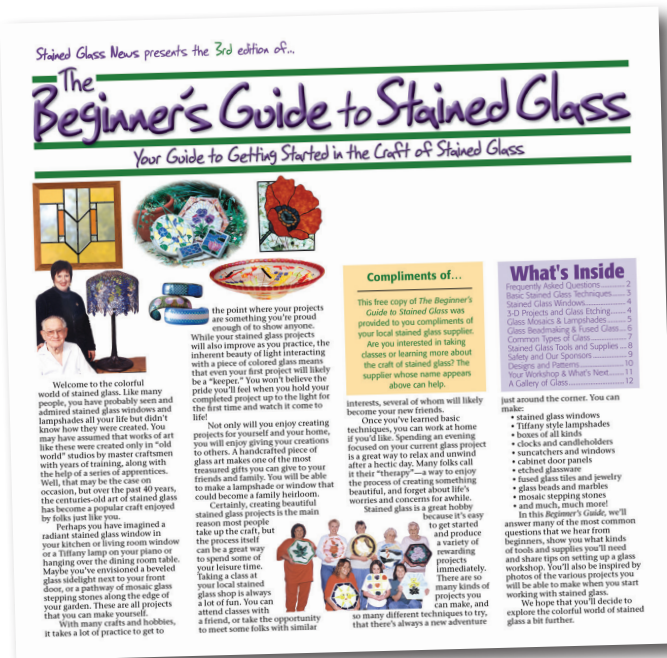 Stained Glass News presents the 3rd edition of...
The
Beginner's Guide to Stained Glass
Your Guide to Getting Started in the Craft of Stained Glass
Welcome to the colorful
world of stained glass. Like many
people, you have probably seen and
admired stained glass windows and
lampshades all your life but didn't
know how they were created. You
may have assumed that works of art
like these were created only in "old
world" studios by master craftsmen
with years of training, along with
the help of a series of apprentices.
Well, that may be the case on
occasion, but over the past 40 years,
the centuries-old art of stained glass
has become a popular craft enjoyed
by folks just like you.
Perhaps you have imagined a
radiant stained glass window in
your kitchen or living room window
or a Tiffany lamp on your piano or
hanging over the dining room table.
Maybe you've envisioned a beveled
glass sidelight next to your front
door, or a pathway of mosaic glass
stepping stones along the edge of
your garden. These are all projects
that you can make yourself.
With many crafts and hobbies,
it takes a lot of practice to get to
the point where your projects
are something you're proud
enough of to show anyone.
While your stained glass projects
will also improve as you practice, the
inherent beauty of light interacting
with a piece of colored glass means
that even your first project will likely
be a "keeper." You won't believe the
pride you'll feel when you hold your
completed project up to the light for
the first time and watch it come to
life!
Not only will you enjoy creating
projects for yourself and your home,
you will enjoy giving your creations
to others. A handcrafted piece of
glass art makes one of the most
treasured gifts you can give to your
friends and family. You will be able
to make a lampshade or window that
could become a family heirloom.
Certainly, creating beautiful
stained glass projects is the main
reason most people
take up the craft, but
the process itself
can be a great way
to spend some of
your leisure time.
Taking a class at
your local stained
glass shop is always
a lot of fun. You can
attend classes with
a friend, or take the opportunity
to meet some folks with similar
Compliments of...
This free copy of The Beginner's
Guide to Stained Glass was
provided to you compliments of
your local stained glass supplier.
Are you interested in taking
classes or learning more about
the craft of stained glass? The
supplier whose name appears
above can help.
interests, several of whom will likely
become your new friends.
Once you've learned basic
techniques, you can work at home
if you'd like. Spending an evening
focused on your current glass project
is a great way to relax and unwind
after a hectic day. Many folks call
it their "therapy"—a way to enjoy
the process of creating something
beautiful, and forget about life's
worries and concerns for awhile.
Stained glass is a great hobby
because it's easy
to get started
and produce
a variety of
rewarding
projects
immediately.
There are so
many kinds of
projects you
can make, and
so many different techniques to try,
that there's always a new adventure
What's Inside
Frequently Asked Questions ........ 2
Basic Stained Glass Techniques..... 3
Stained Glass Windows................ 4
3-D Projects and Glass Etching..... 4
Glass Mosaics & Lampshades....... 5
Glass Beadmaking & Fused Glass... 6
Common Types of Glass .............. 7
Stained Glass Tools and Supplies.. 8
Safety and Our Sponsors ............. 9
Designs and Patterns.................. 10
Your Workshop & What's Next..... 11
A Gallery of Glass....................... 12
just around the corner. You can
make:
• stained glass windows
• Tiffany style lampshades
• boxes of all kinds
• clocks and candleholders
• suncatchers and windows
• cabinet door panels
• etched glassware
• fused glass tiles and jewelry
• glass beads and marbles
• mosaic stepping stones
• and much, much more!
In this Beginner's Guide, we'll
answer many of the most common
questions that we hear from
beginners, show you what kinds
of tools and supplies you'll need
and share tips on setting up a glass
workshop. You'll also be inspired by
photos of the various projects you
will be able to make when you start
working with stained glass.
We hope that you'll decide to
explore the colorful world of stained
glass a bit further.